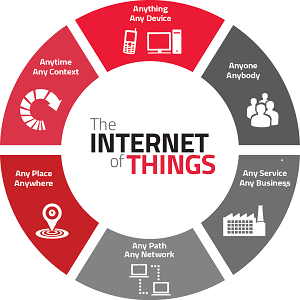 Anything
Any Device
Anyone
Anybody
Any Service
Any Business
Any Path
Any Network
Any Place
Anywhere
Anytime
Any Context
The
INTERNET
of THINGS